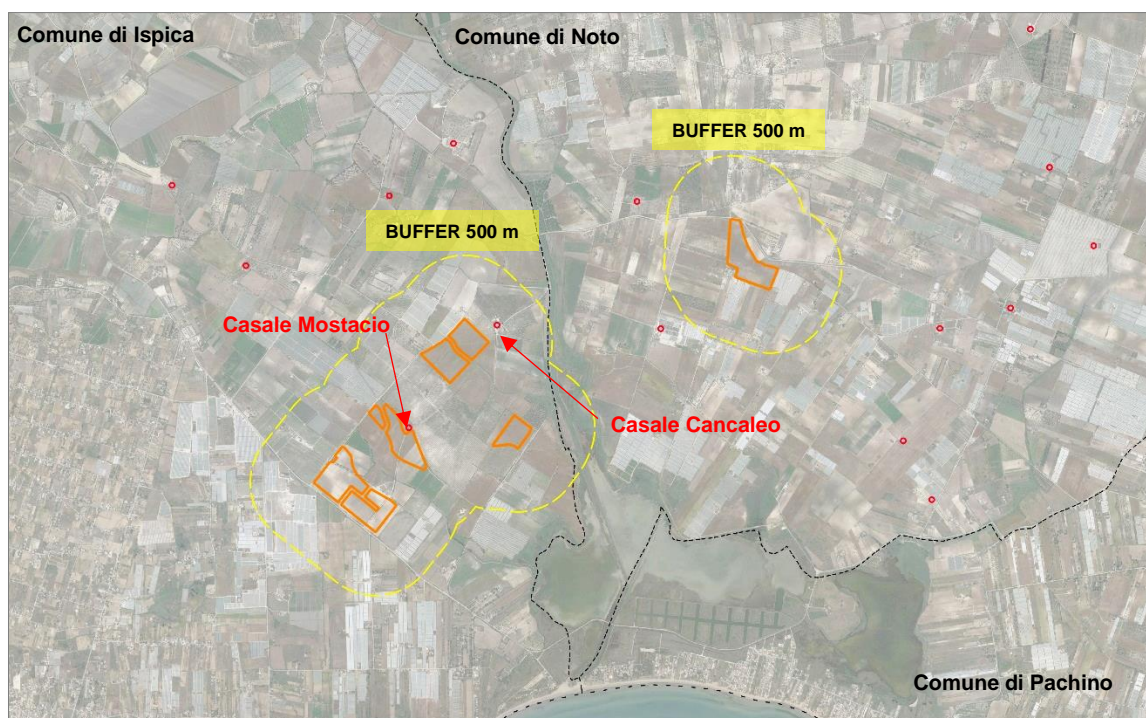 Comune di Ispica
Comune di Noto
BUFFER 500 m
BUFFER 500 m
Casale Mostacio
Casale Cancaleo
Comune di Pachino